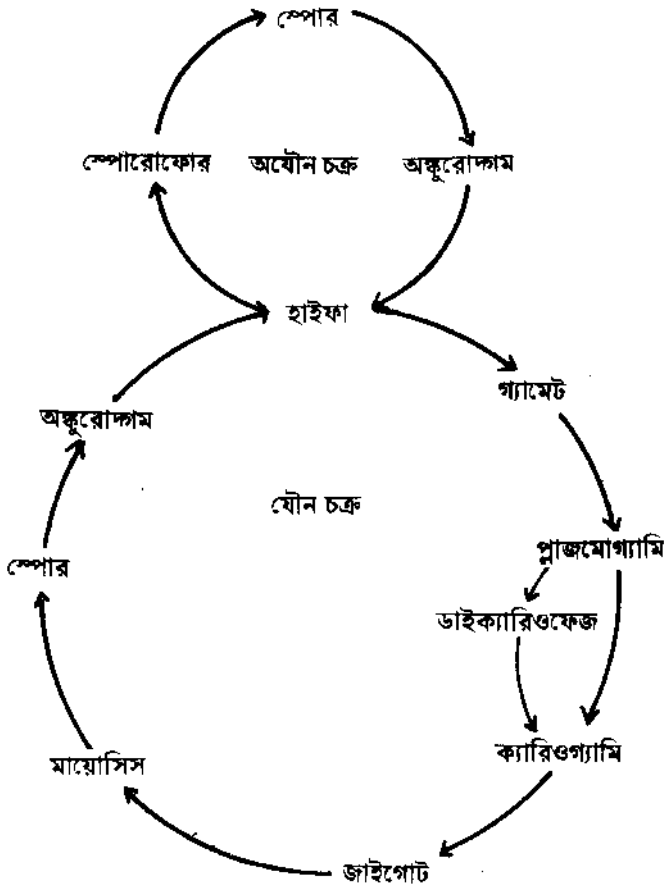 স্পোর
স্পোরোফোর অযৌন চক্র অঙ্কুরোদ্গম
হাইফা
গ্যামেট
অঙ্কুরোদ্গম
যৌন চক্র
প্লাজমোগ্যামি
স্পোর
ডাইক্যারিওফেজ
ক্যারিওগ্যামি
মায়োসিস
জাইগোট